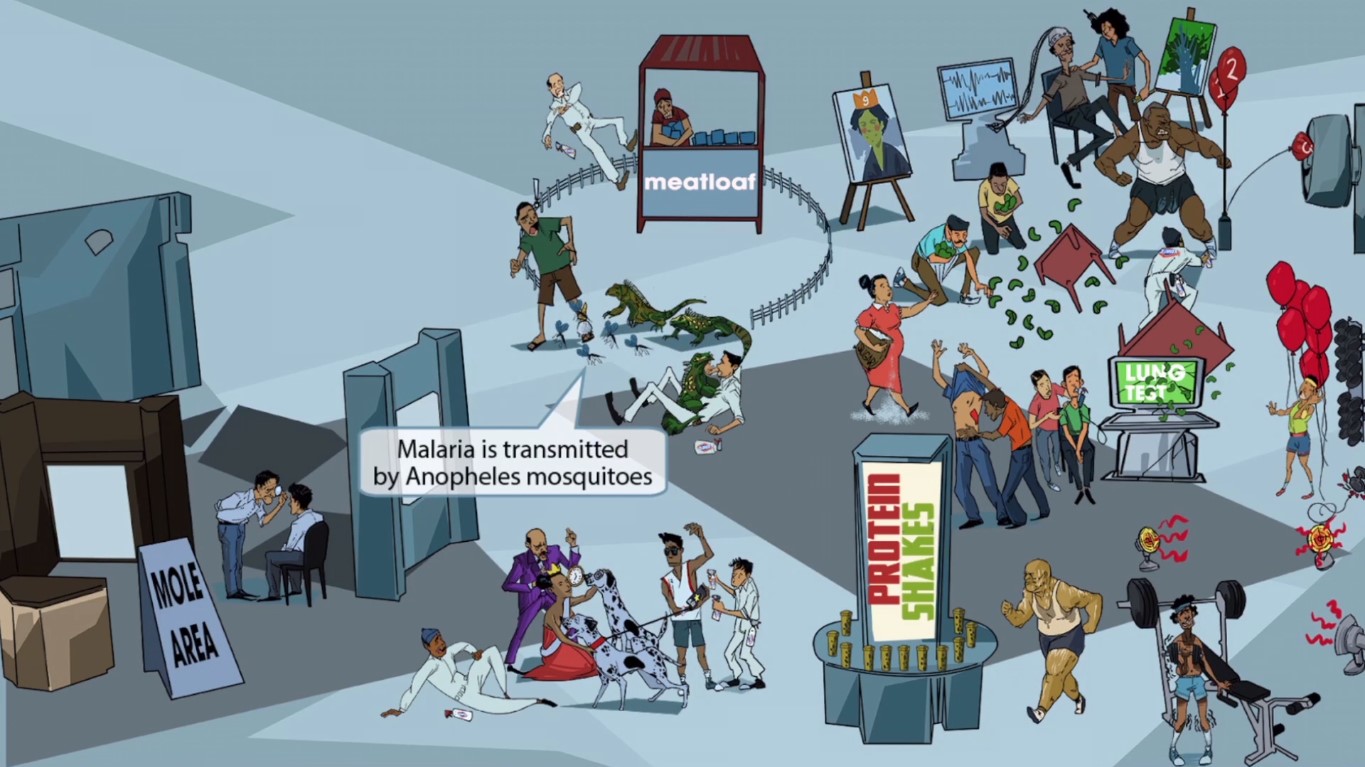 meatloaf
9
2
1
Malaria is transmitted
by Anopheles mosquitoes
LUNG
TEST
PROTEIN
SHAKES
MOLE
AREA